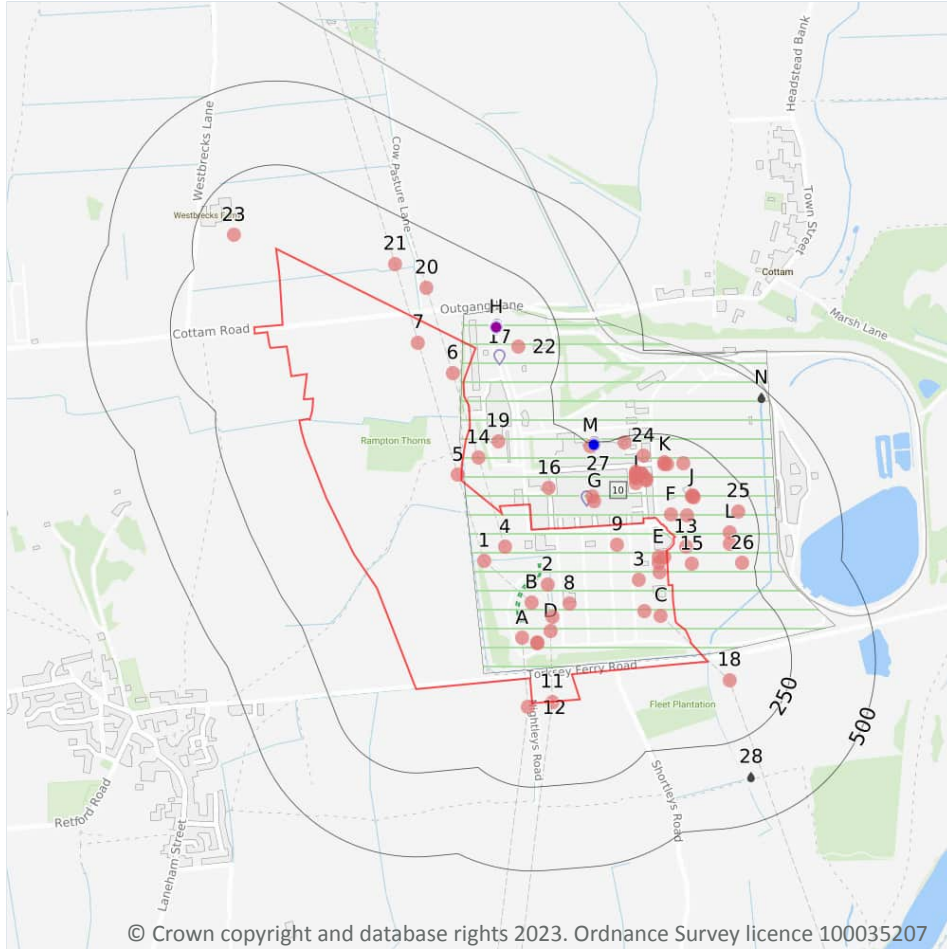 Headstead Bank
Westbrecks Lane
Cow Pasture Lane
Town Street
23
21
20
Cottam
Outgang Lane
H
Marsh Lane
Cottam Road
7
17
22
6
N
M
24
19
14
Rampton Thorns
K
5
27
I
16
G
10
J
F
25
L
4
9
13
1
E
26
2
3
15
B
8
C
D
A
18
Torksey Ferry Road
11
12
250
Fleet Plantation
500
Rightleys Road
Shortleys Road
28
Retford Road
Laneham Street
© Crown copyright and database rights 2023. Ordnance Survey licence 100035207